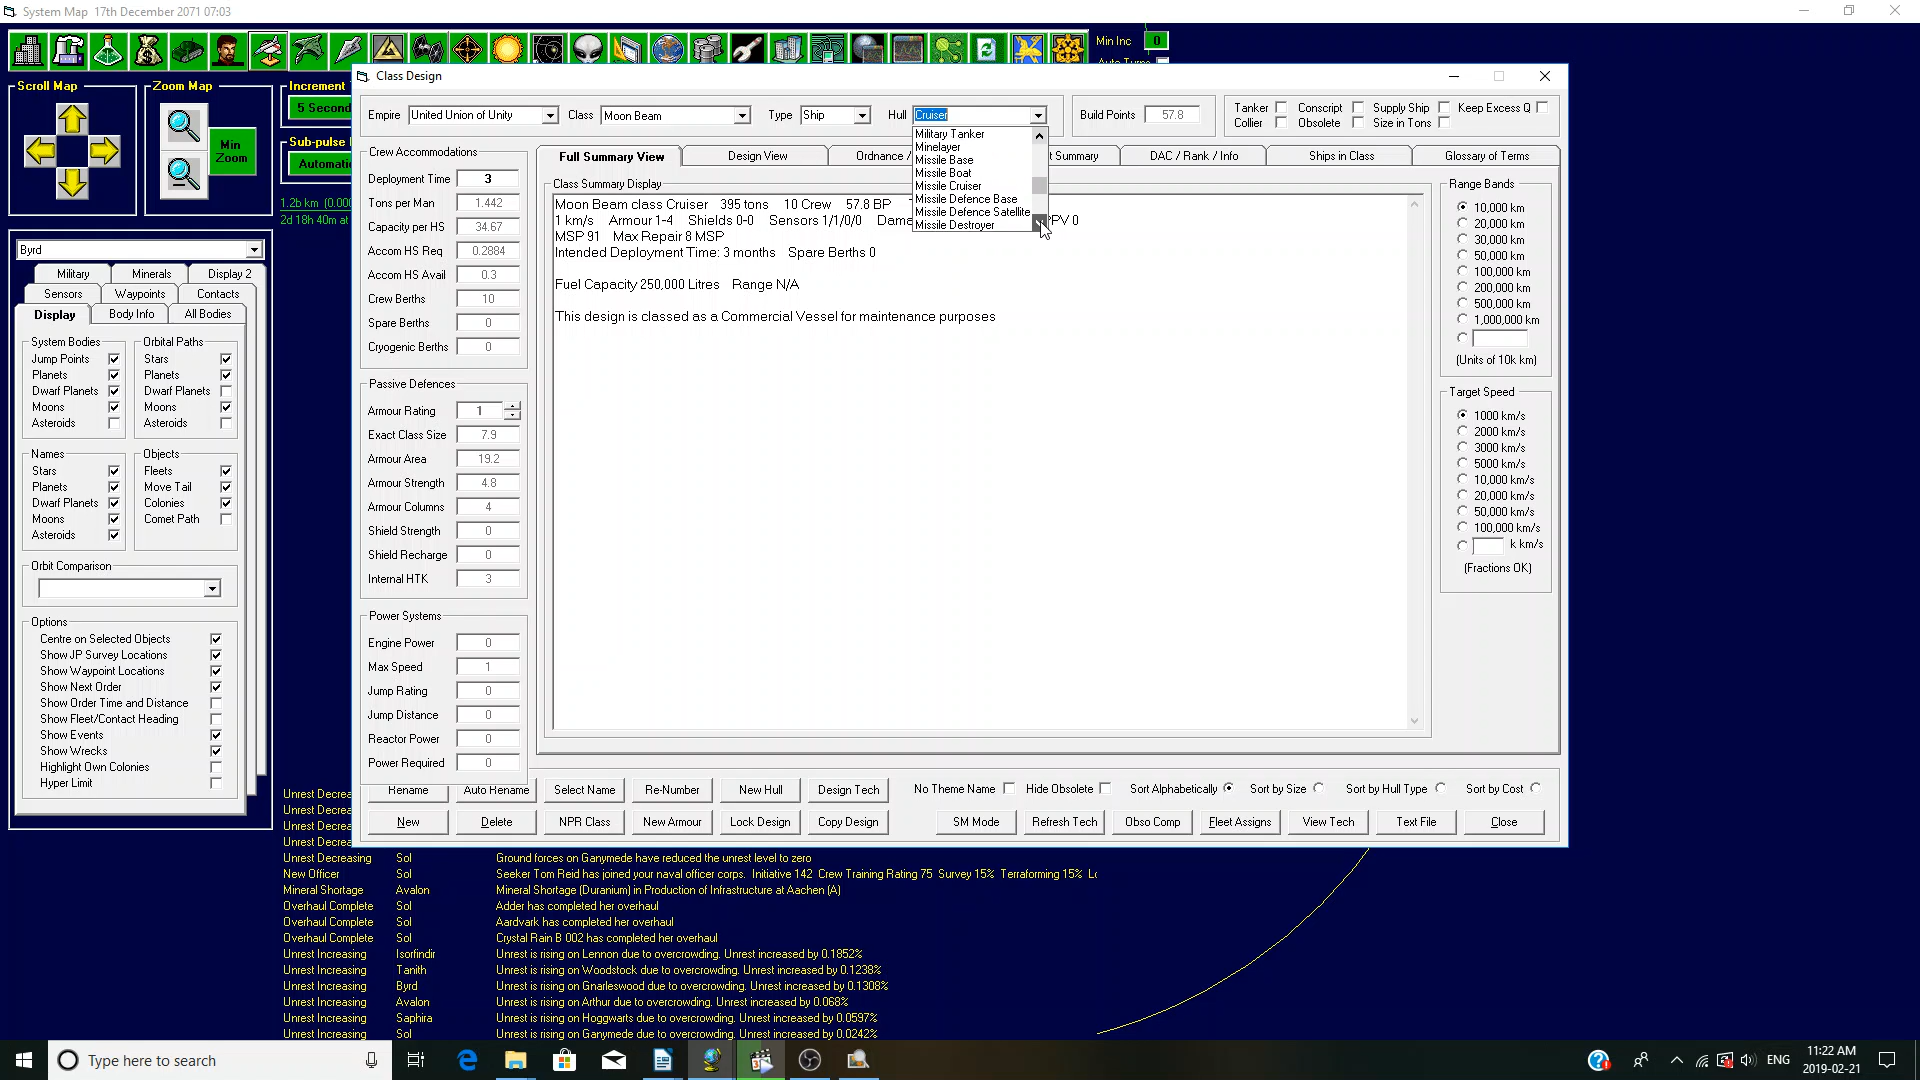 System Map   17th December 2071 07:03
Min Inc 0
Scroll Map
Zoom Map
Min Zoom
Increment
5 Second
Sub-pulse
Automatic
1.2b km (0.000
2d 18h 40m at
Byrd
Military   Minerals   Display 2
Sensors   Waypoints   Contacts
Display   Body Info   All Bodies
System Bodies
Jump Points
Planets
Dwarf Planets
Moons
Asteroids
Orbital Paths
Stars
Planets
Dwarf Planets
Moons
Asteroids
Names
Stars
Planets
Dwarf Planets
Moons
Asteroids
Objects
Fleets
Move Tail
Colonies
Comet Path
Orbit Comparison
Options
Centre on Selected Objects
Show JP Survey Locations
Show Waypoint Locations
Show Next Order
Show Order Time and Distance
Show Fleet/Contact Heading
Show Events
Show Wrecks
Highlight Own Colonies
Hyper Limit
Class Design
Empire United Union of Unity   Class Moon Beam   Type Ship   Hull Cruiser
Build Points 57.8
Tanker   Conscript   Supply Ship   Keep Excess Q
Collier   Obsolete   Size in Tons
Military Tanker
Minelayer
Missile Base
Missile Boat
Missile Cruiser
Missile Defence Base
Missile Defence Satellite
Missile Destroyer
Crew Accommodations
Deployment Time 3
Tons per Man 1.442
Capacity per HS 34.67
Accom HS Req 0.2884
Accom HS Avail 0.3
Crew Berths 10
Spare Berths 0
Cryogenic Berths 0
Passive Defences
Armour Rating 1
Exact Class Size 7.9
Armour Area 19.2
Armour Strength 4.8
Armour Columns 4
Shield Strength 0
Shield Recharge 0
Internal HTK 3
Power Systems
Engine Power 0
Max Speed 1
Jump Rating 0
Jump Distance 0
Reactor Power 0
Power Required 0
Full Summary View   Design View   Ordnance /   Summary   DAC / Rank / Info   Ships in Class   Glossary of Terms
Class Summary Display
Moon Beam class Cruiser   395 tons   10 Crew   57.8 BP
1 km/s   Armour 1-4   Shields 0-0   Sensors 1/1/0/0   PPV 0
MSP 91   Max Repair 8 MSP
Intended Deployment Time: 3 months   Spare Berths 0
Fuel Capacity 250,000 Litres   Range N/A
This design is classed as a Commercial Vessel for maintenance purposes
Range Bands
10,000 km
20,000 km
30,000 km
50,000 km
100,000 km
200,000 km
500,000 km
1,000,000 km
(Units of 10k km)
Target Speed
1000 km/s
2000 km/s
3000 km/s
5000 km/s
10,000 km/s
20,000 km/s
50,000 km/s
100,000 km/s
k km/s
(Fractions OK)
Rename   Auto Rename   Select Name   Re-Number   New Hull   Design Tech   No Theme Name   Hide Obsolete   Sort Alphabetically   Sort by Size   Sort by Hull Type   Sort by Cost
New   Delete   NPR Class   New Armour   Lock Design   Copy Design   SM Mode   Refresh Tech   Obso Comp   Fleet Assigns   View Tech   Text File   Close
Unrest Decrea
Unrest Decrea
Unrest Decrea
Unrest Decrea
Unrest Decreasing   Sol   Ground forces on Ganymede have reduced the unrest level to zero
New Officer   Sol   Seeker Tom Reid has joined your naval officer corps.  Initiative 142  Crew Training Rating 75  Survey 15%  Terraforming 15%
Mineral Shortage   Avalon   Mineral Shortage (Duranium) in Production of Infrastructure at Aachen (A)
Overhaul Complete   Sol   Adder has completed her overhaul
Overhaul Complete   Sol   Aardvark has completed her overhaul
Overhaul Complete   Sol   Crystal Rain B 002 has completed her overhaul
Unrest Increasing   Isorfindir   Unrest is rising on Lennon due to overcrowding. Unrest increased by 0.1852%
Unrest Increasing   Tanith   Unrest is rising on Woodstock due to overcrowding. Unrest increased by 0.1238%
Unrest Increasing   Byrd   Unrest is rising on Gnarleswood due to overcrowding. Unrest increased by 0.1308%
Unrest Increasing   Avalon   Unrest is rising on Arthur due to overcrowding. Unrest increased by 0.068%
Unrest Increasing   Saphira   Unrest is rising on Hoggwarts due to overcrowding. Unrest increased by 0.0597%
Unrest Increasing   Sol   Unrest is rising on Ganymede due to overcrowding. Unrest increased by 0.0242%
Type here to search
ENG
11:22 AM
2019-02-21